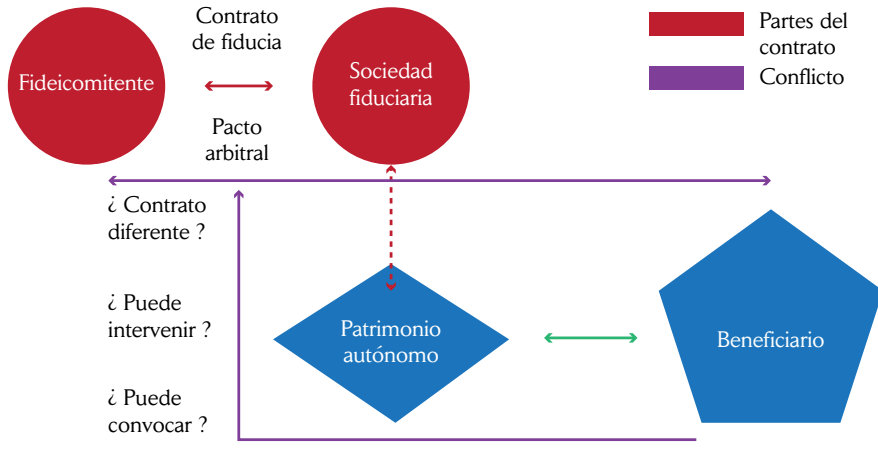 Contrato
de fiducia
Fideicomitente
Sociedad
fiduciaria
Pacto
arbitral
Partes del
contrato
Conflicto
¿ Contrato
diferente ?
¿ Puede
intervenir ?
¿ Puede
convocar ?
Patrimonio
autónomo
Beneficiario